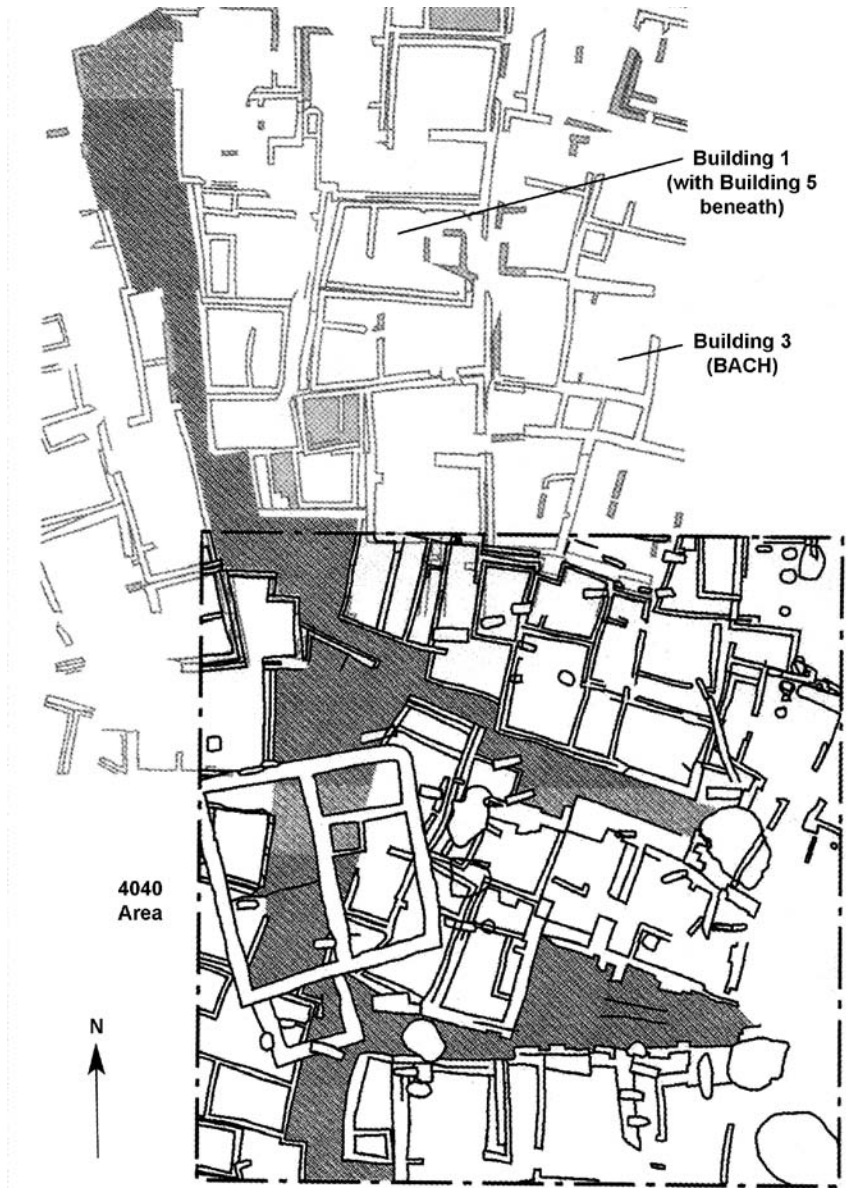 Building 1
(with Building 5
beneath)
Building 3
(BACH)
4040
Area
N